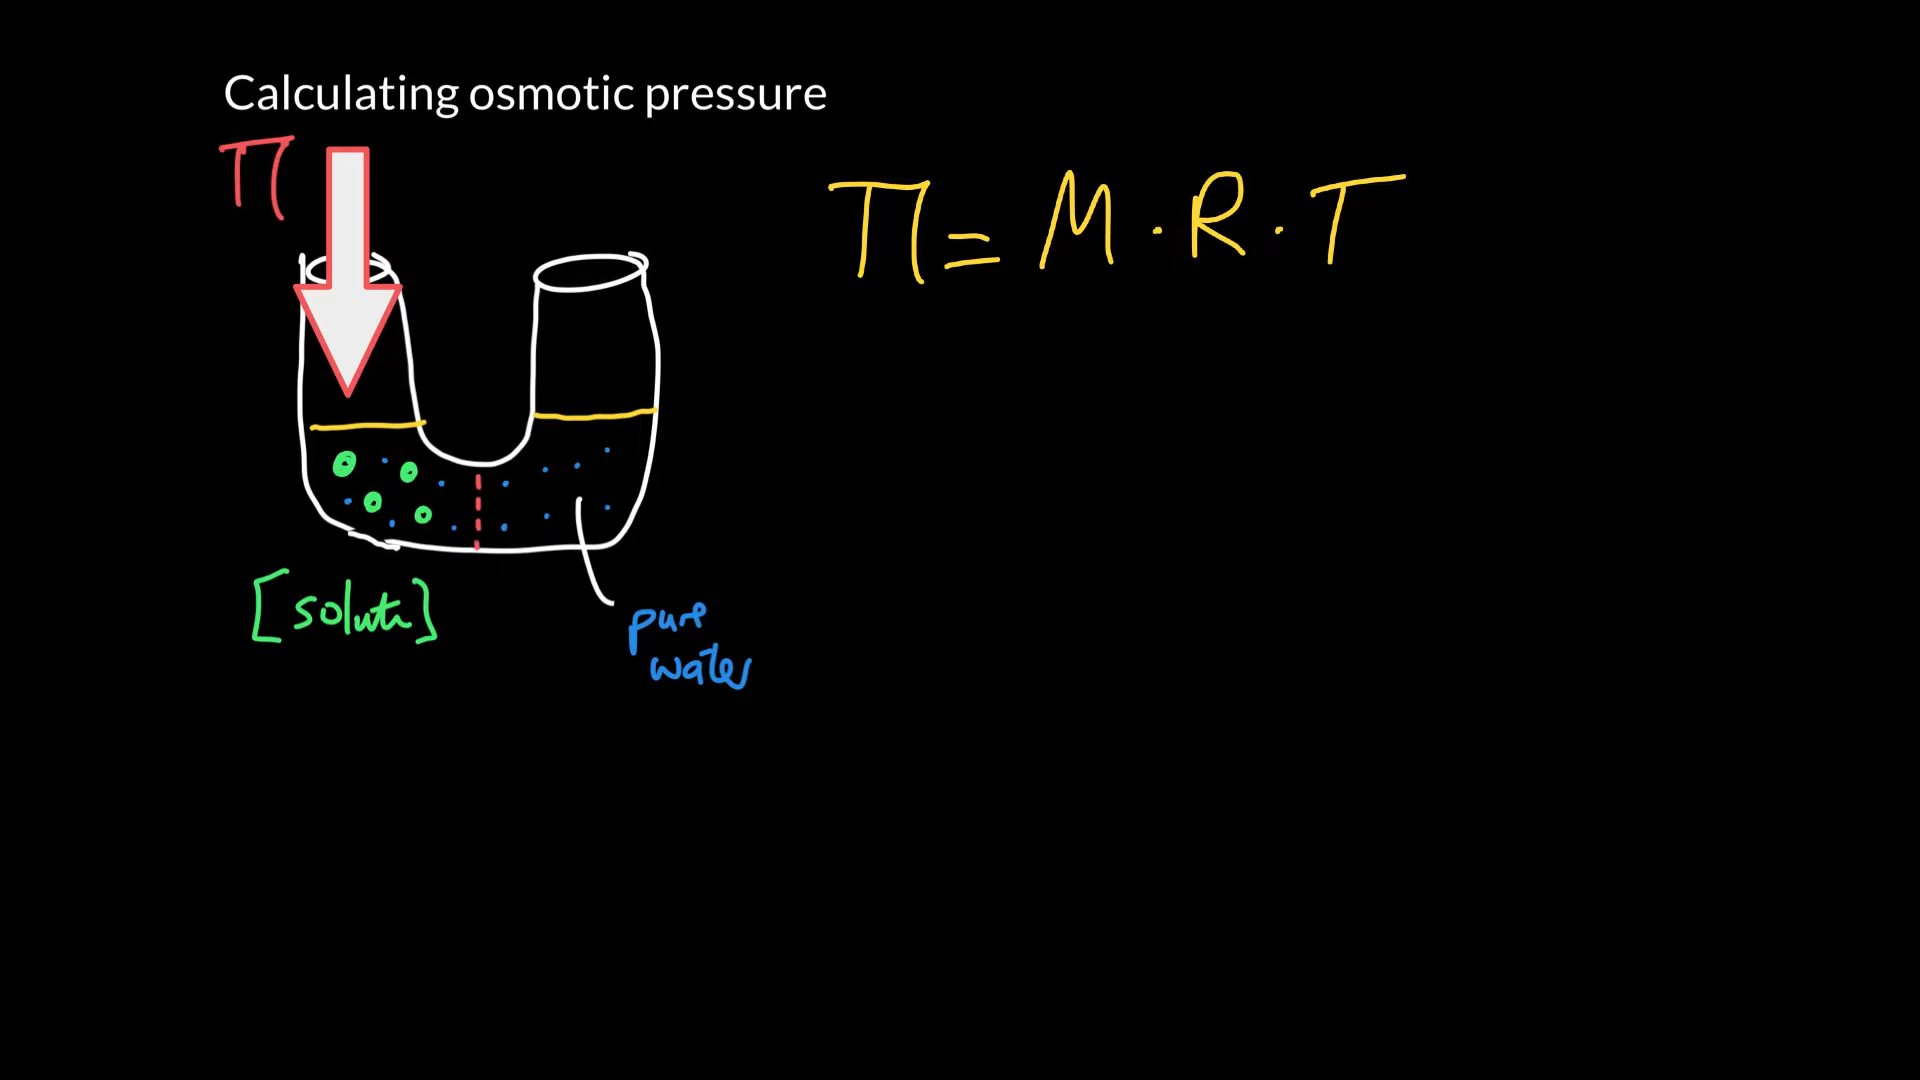 Calculating osmotic pressure
π
π = M · R · T
[solute]
pure
water